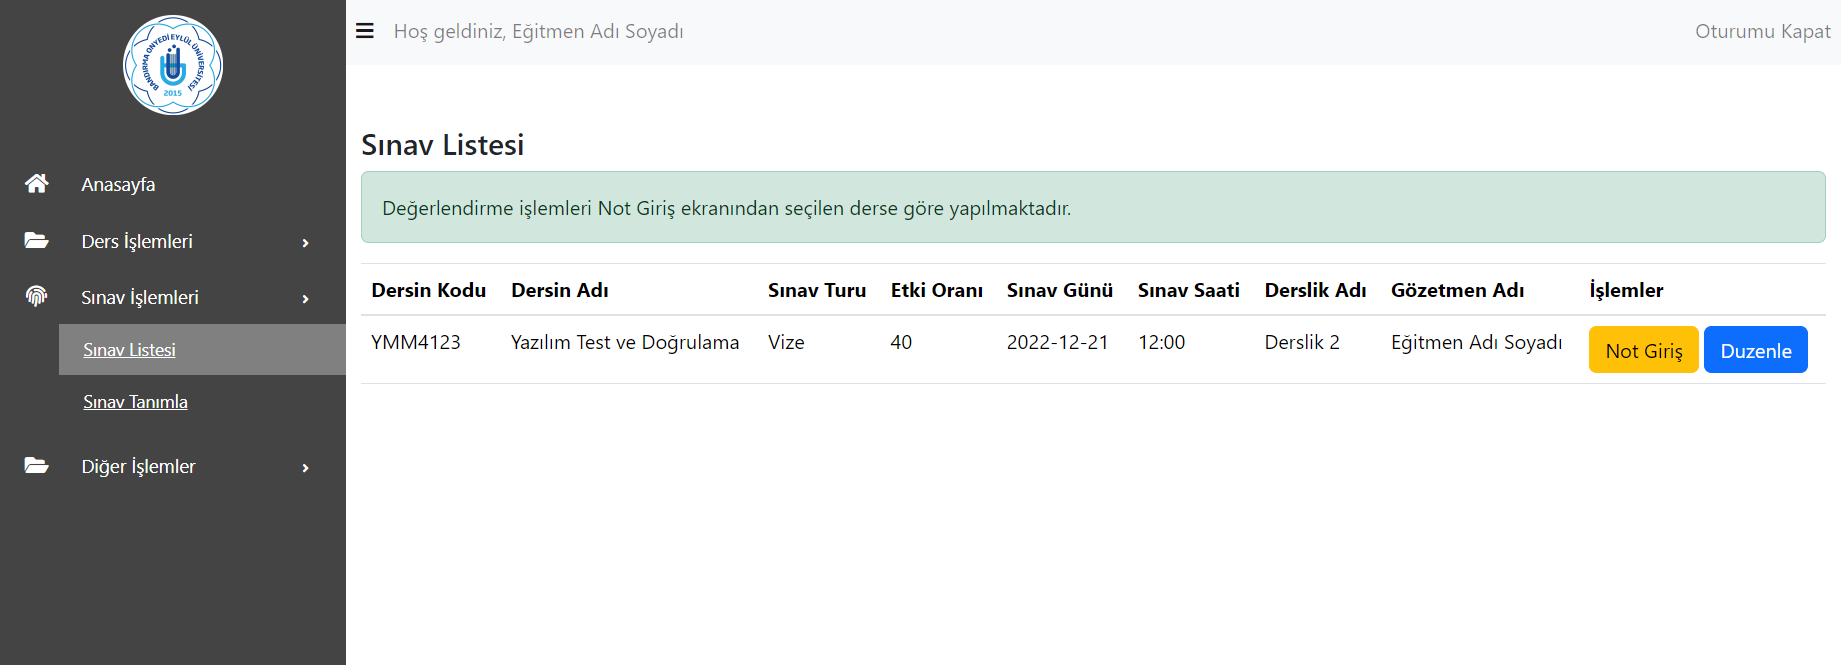 BANDIRMA ONYEDİ EYLÜL ÜNİVERSİTESİ
2015
Anasayfa
Ders İşlemleri
Sınav İşlemleri
Sınav Listesi
Sınav Tanımla
Diğer İşlemler
Hoş geldiniz, Eğitmen Adı Soyadı
Oturumu Kapat
Sınav Listesi
Değerlendirme işlemleri Not Giriş ekranından seçilen derse göre yapılmaktadır.
Dersin Kodu Dersin Adı Sınav Turu Etki Oranı Sınav Günü Sınav Saati Derslik Adı Gözetmen Adı İşlemler
YMM4123 Yazılım Test ve Doğrulama Vize 40 2022-12-21 12:00 Derslik 2 Eğitmen Adı Soyadı Not Giriş Duzenle